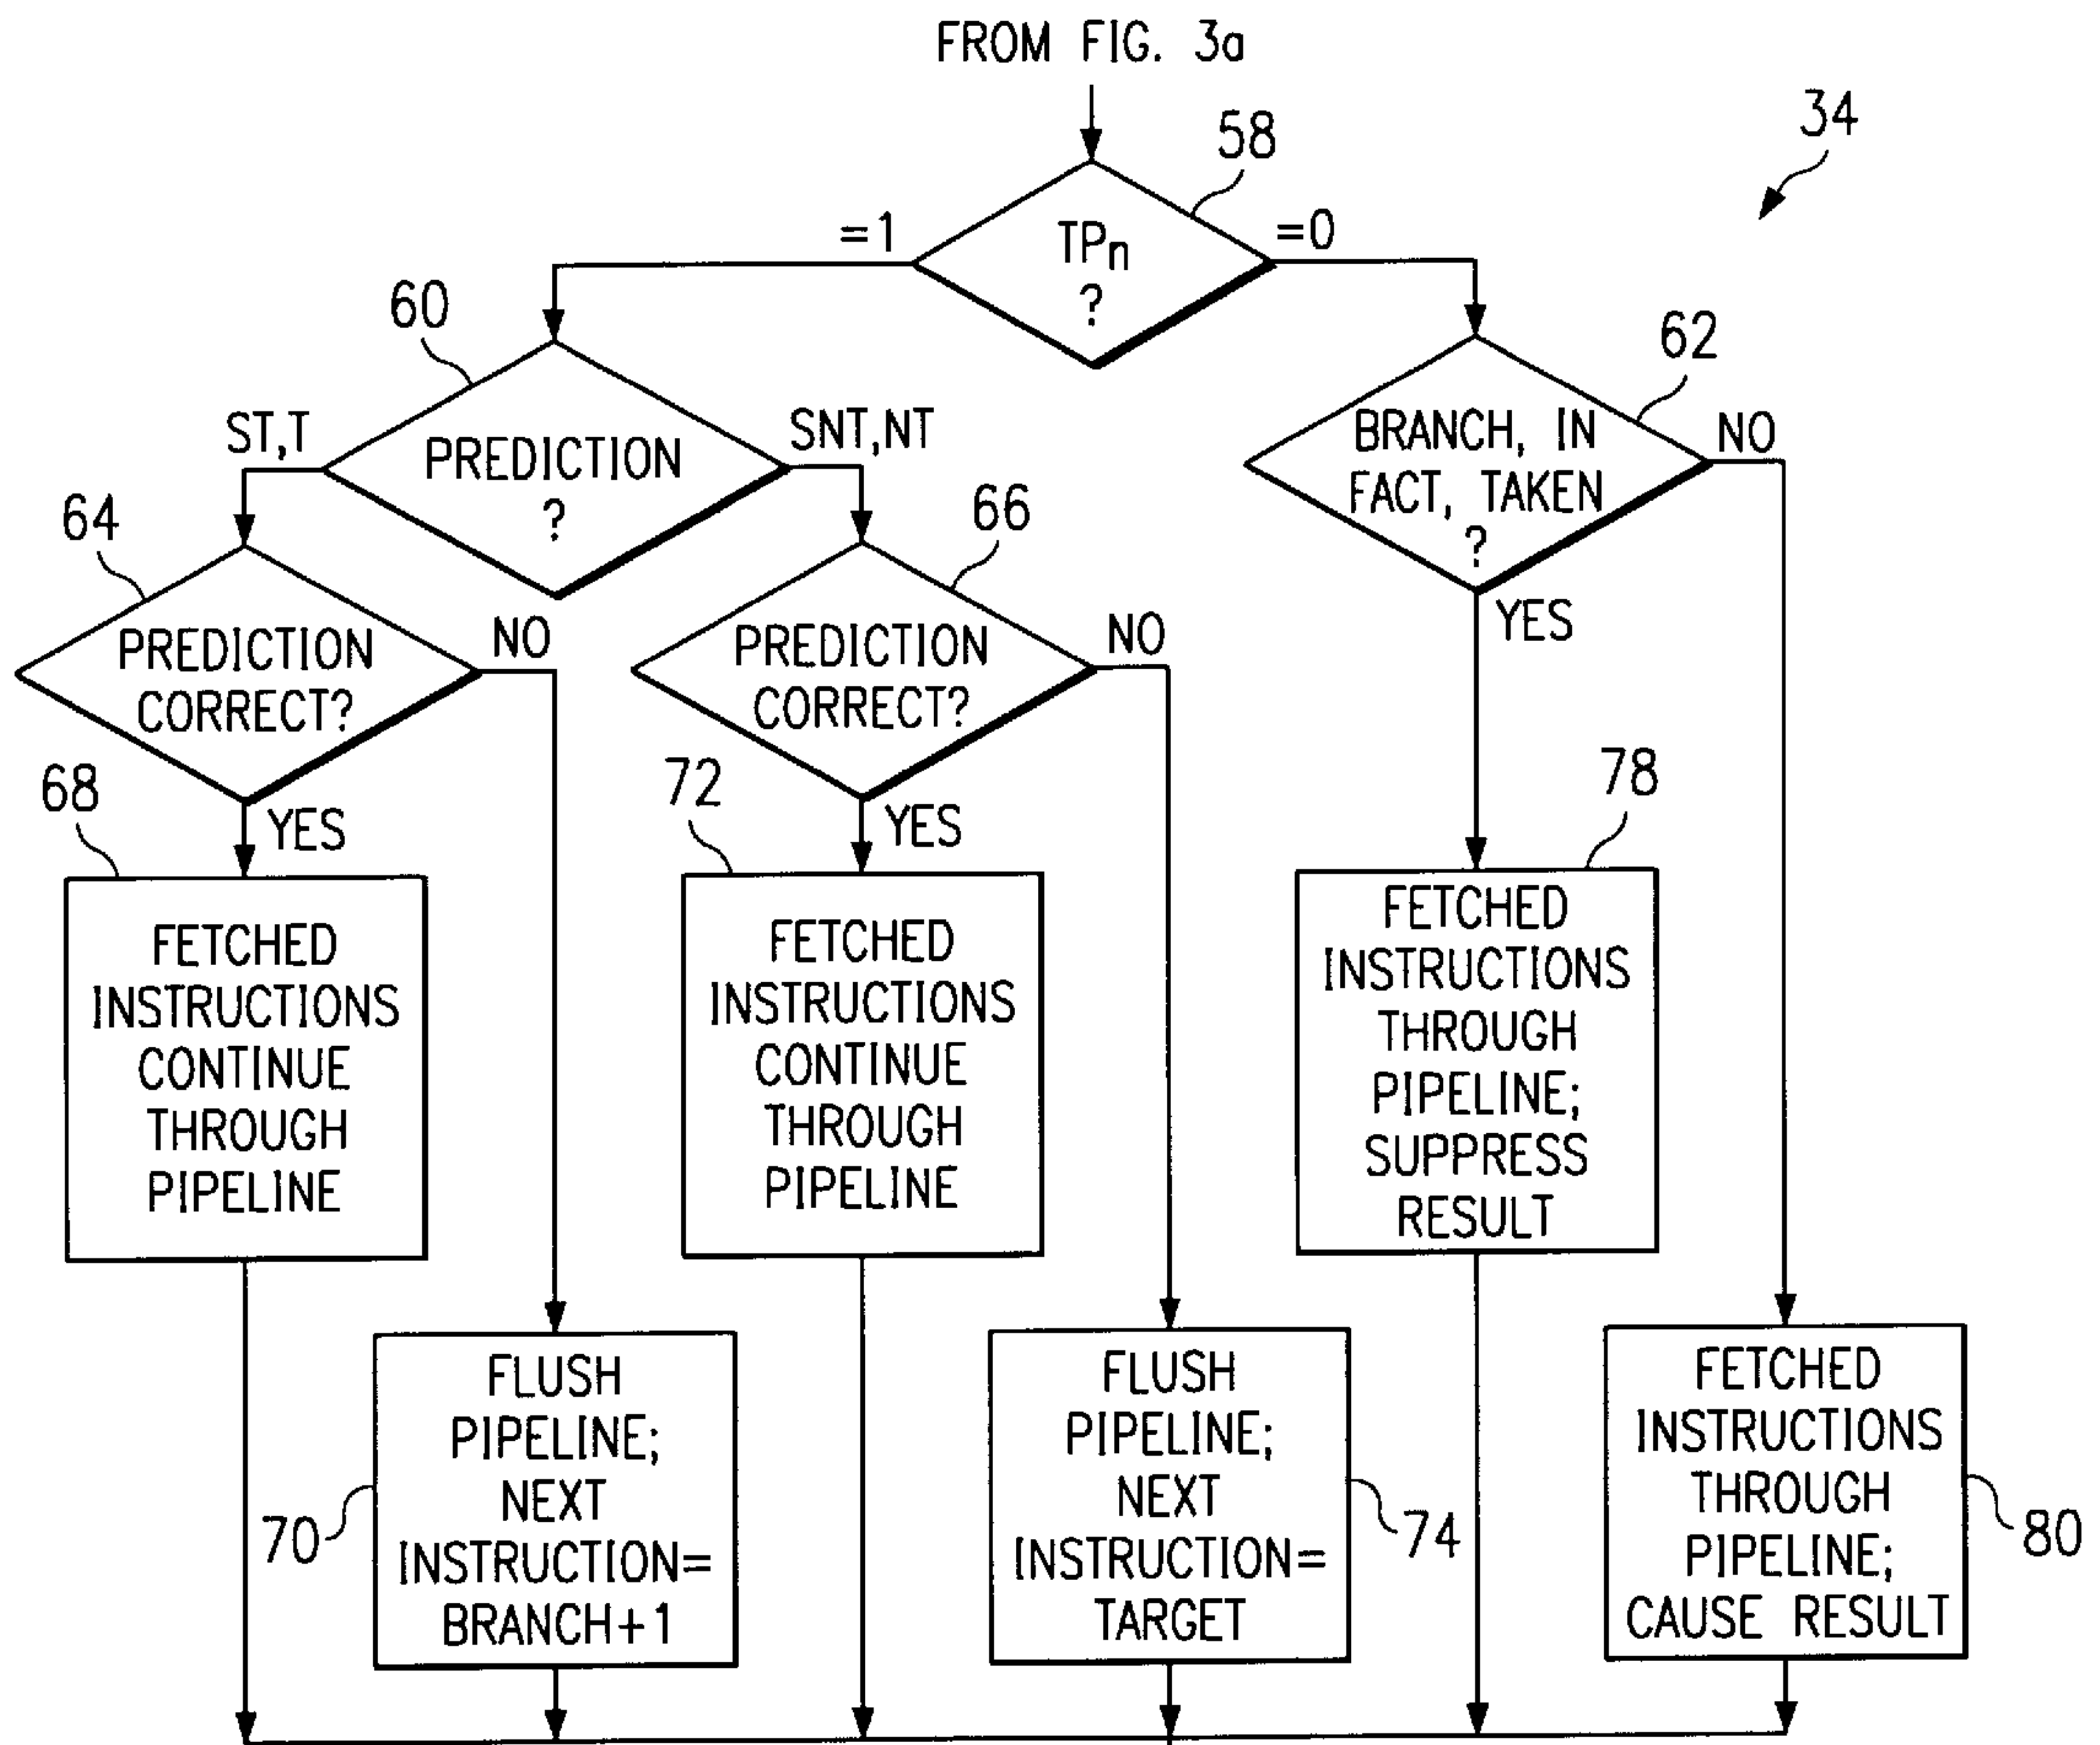 FROM FIG. 3a
34
58
TPn
?
=1
=0
60
PREDICTION
?
ST,T
SNT,NT
62
BRANCH, IN
FACT, TAKEN
?
NO
YES
64
PREDICTION
CORRECT?
NO
YES
66
PREDICTION
CORRECT?
NO
YES
68
FETCHED
INSTRUCTIONS
CONTINUE
THROUGH
PIPELINE
72
FETCHED
INSTRUCTIONS
CONTINUE
THROUGH
PIPELINE
78
FETCHED
INSTRUCTIONS
THROUGH
PIPELINE;
SUPPRESS
RESULT
70
FLUSH
PIPELINE;
NEXT
INSTRUCTION=
BRANCH+1
74
FLUSH
PIPELINE;
NEXT
INSTRUCTION=
TARGET
80
FETCHED
INSTRUCTIONS
THROUGH
PIPELINE;
CAUSE RESULT